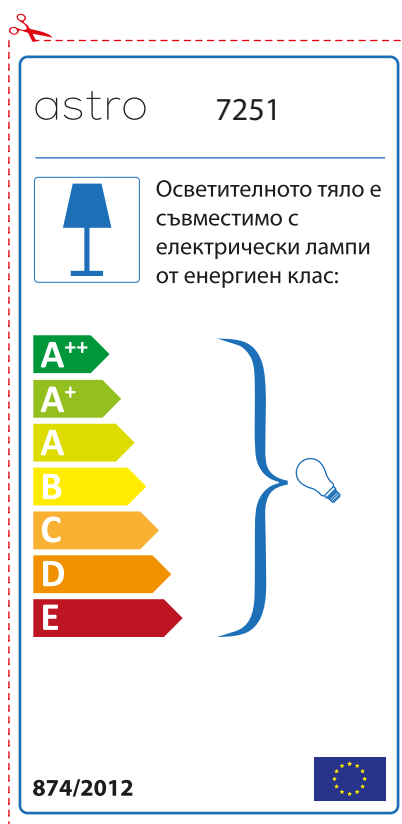 astro 7251
Осветителното тяло е
съвместимо с
електрически лампи
от енергиен клас:
A++
A+
A
B
C
D
E
874/2012